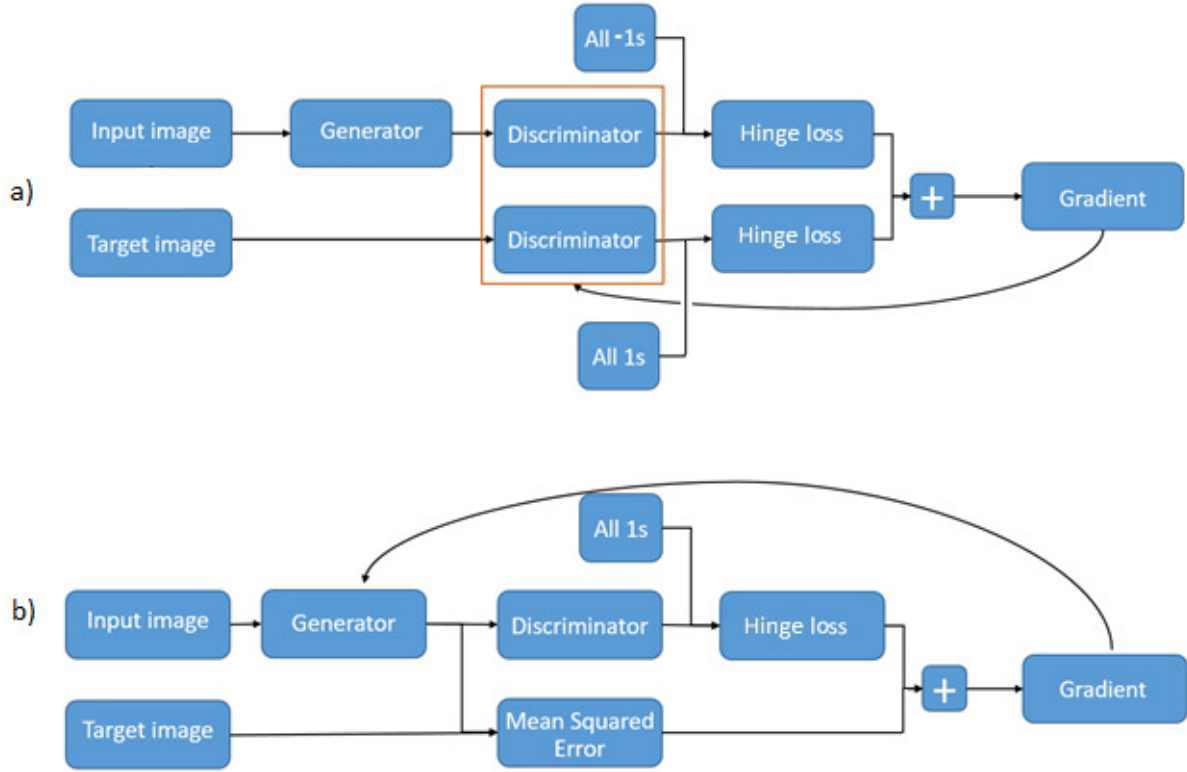 All -1s
Input image
Generator
Discriminator
Hinge loss
a)
+
Gradient
Target image
Discriminator
Hinge loss
All 1s
All 1s
b)
Input image
Generator
Discriminator
Hinge loss
+
Gradient
Target image
Mean Squared
Error